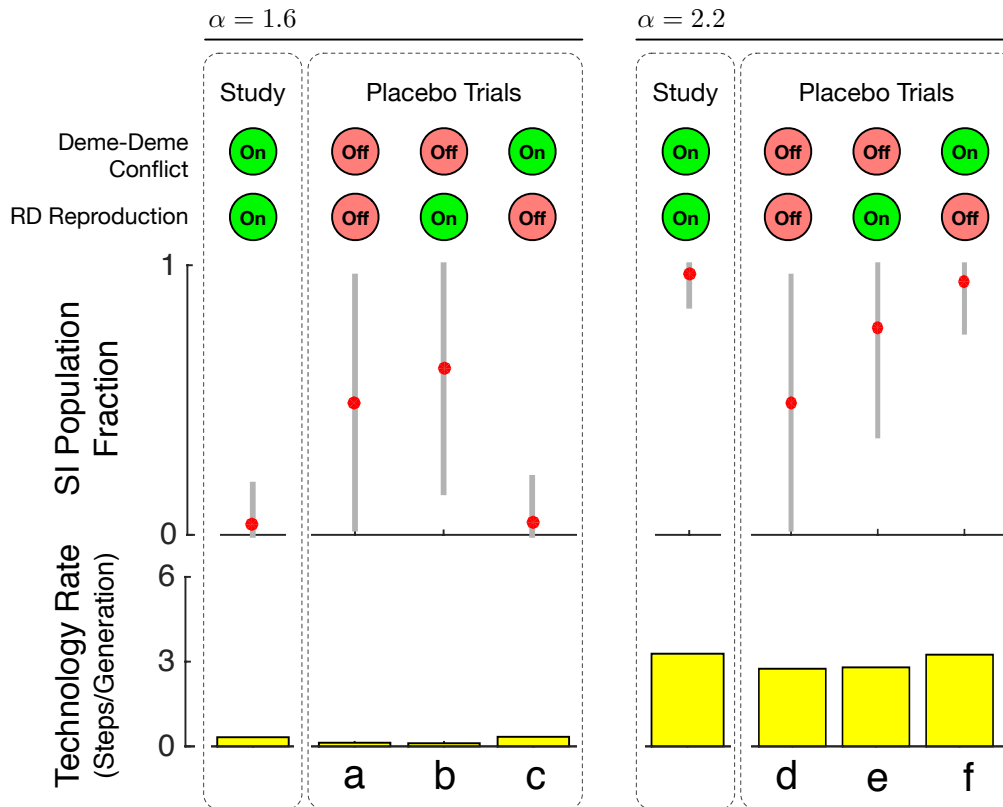 α = 1.6
α = 2.2
Study
Placebo Trials
Study
Placebo Trials
Deme-Deme
Conflict
On
Off
Off
On
On
Off
Off
On
RD Reproduction
On
Off
On
Off
On
Off
On
Off
SI Population
Fraction
1
0
Technology Rate
(Steps/Generation)
6
3
0
a
b
c
d
e
f